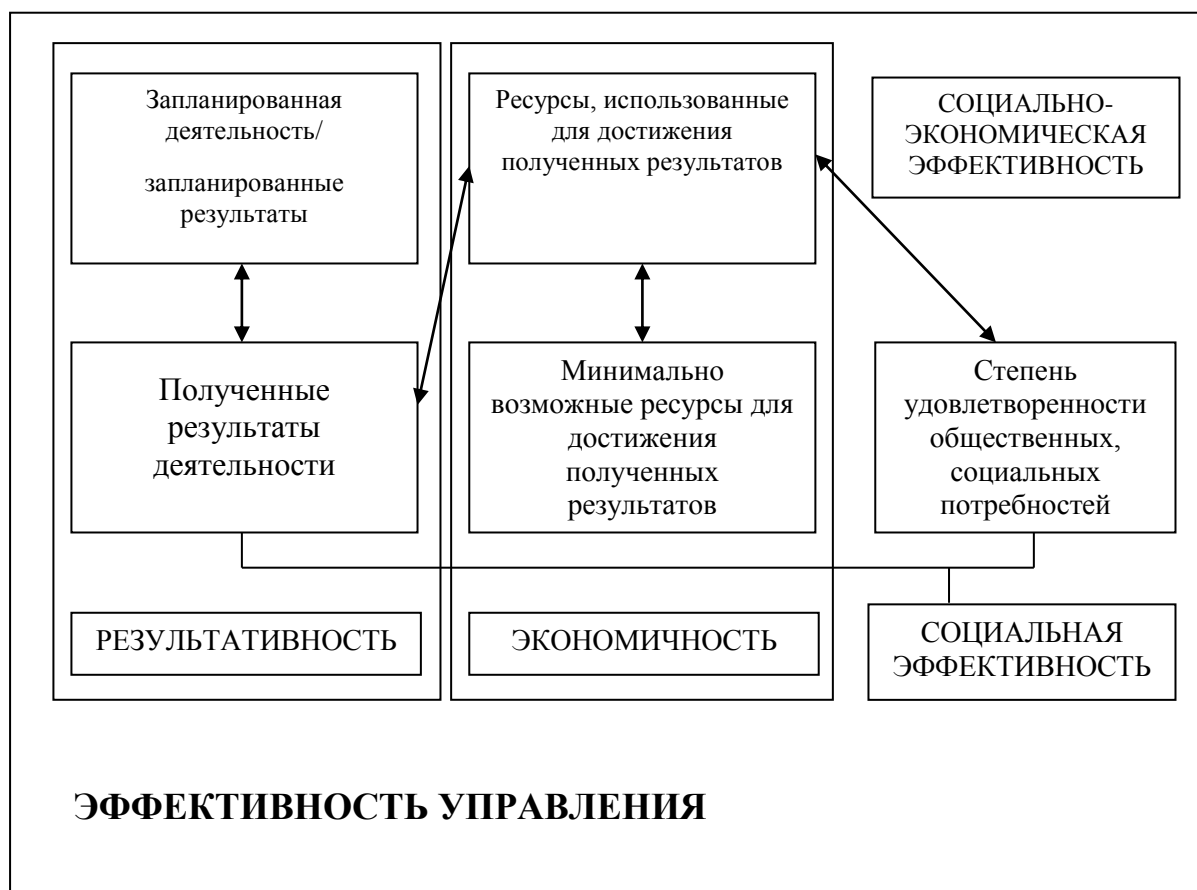 Запланированная
деятельность/
запланированные
результаты
Ресурсы, использованные
для достижения
полученных результатов
СОЦИАЛЬНО-
ЭКОНОМИЧЕСКАЯ
ЭФФЕКТИВНОСТЬ
Полученные
результаты
деятельности
Минимально
возможные ресурсы для
достижения
полученных
результатов
Степень
удовлетворенности
общественных,
социальных
потребностей
РЕЗУЛЬТАТИВНОСТЬ
ЭКОНОМИЧНОСТЬ
СОЦИАЛЬНАЯ
ЭФФЕКТИВНОСТЬ
ЭФФЕКТИВНОСТЬ УПРАВЛЕНИЯ